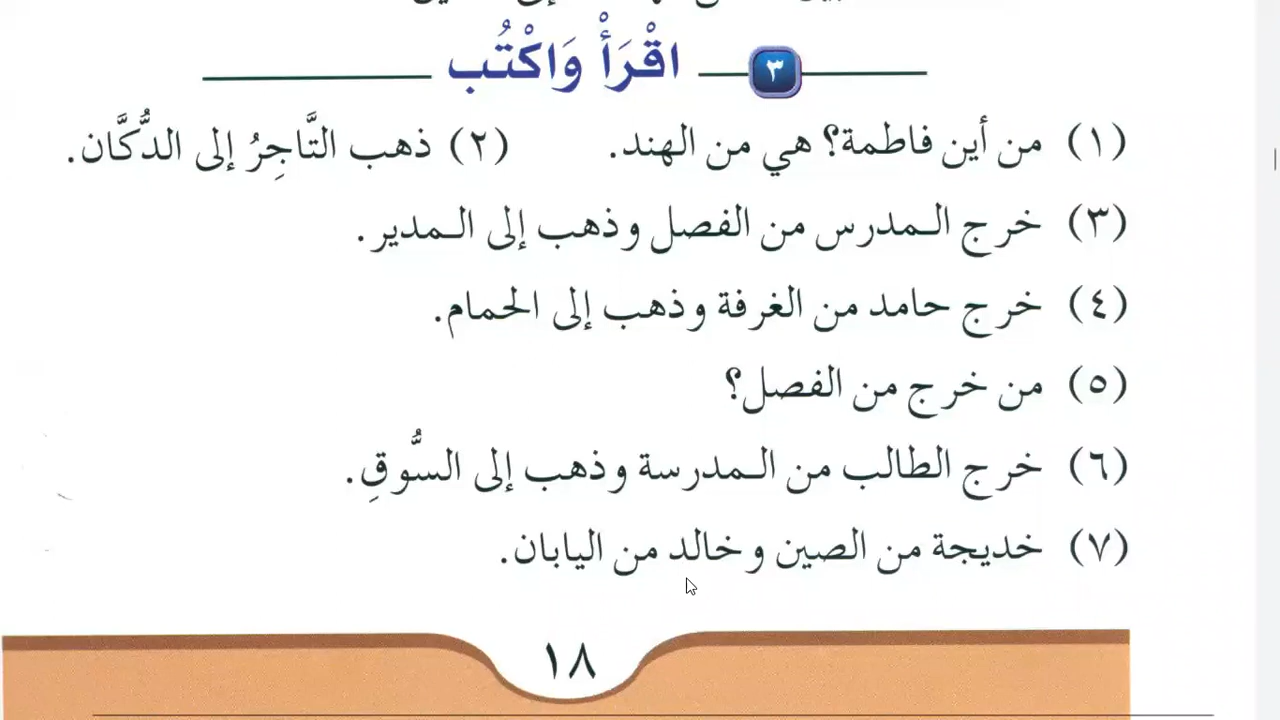 ٣ اقْرَأْ وَاكْتُب
(١) من أين فاطمة؟ هي من الهند. (٢) ذهب التَّاجِرُ إلى الدُّكَّان.
(٣) خرج المدرس من الفصل وذهب إلى المدير.
(٤) خرج حامد من الغرفة وذهب إلى الحمام.
(٥) من خرج من الفصل؟
(٦) خرج الطالب من المدرسة وذهب إلى السُّوقِ.
(٧) خديجة من الصين وخالد من اليابان.
١٨